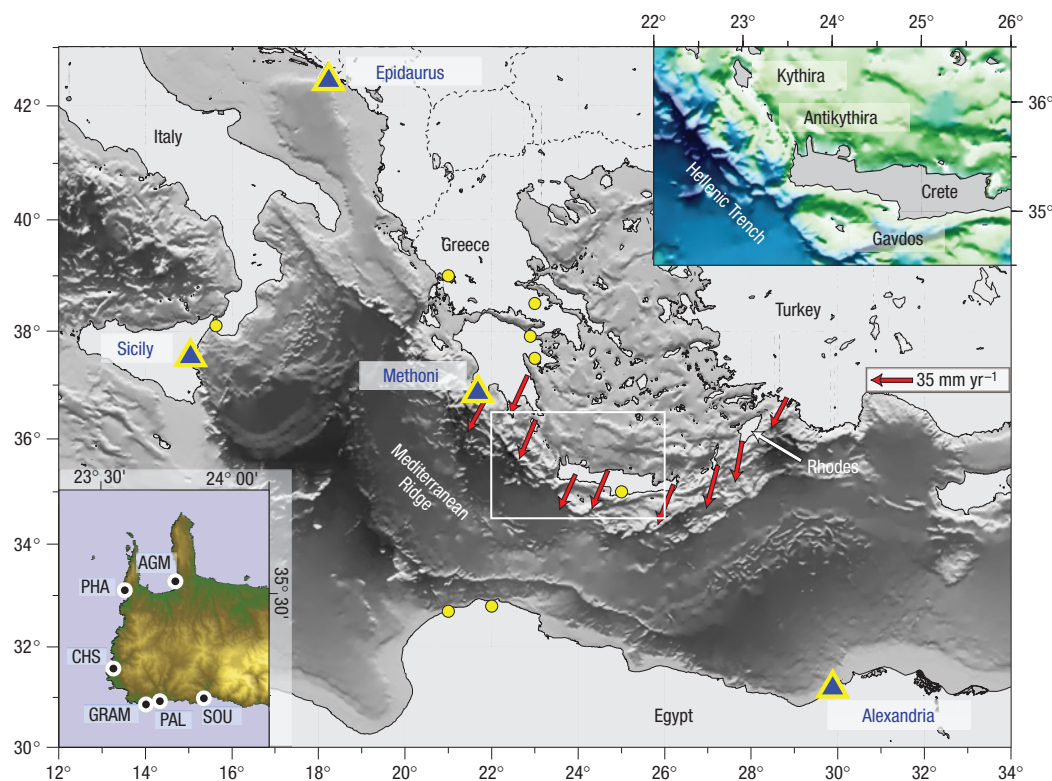 22°
23°
24°
25°
26°
Epidaurus
Kythira
42°
36°
Antikythira
Italy
Crete
Hellenic Trench
40°
35°
Greece
Gavdos
Turkey
38°
Sicily
Methoni
35 mm yr⁻¹
36°
Mediterranean
Ridge
Rhodes
23° 30'
24° 00'
34°
AGM
35° 30'
PHA
32°
CHS
GRAM
PAL
SOU
Egypt
Alexandria
30°
12
14°
16°
18°
20°
22°
24°
26°
28°
30°
32
34